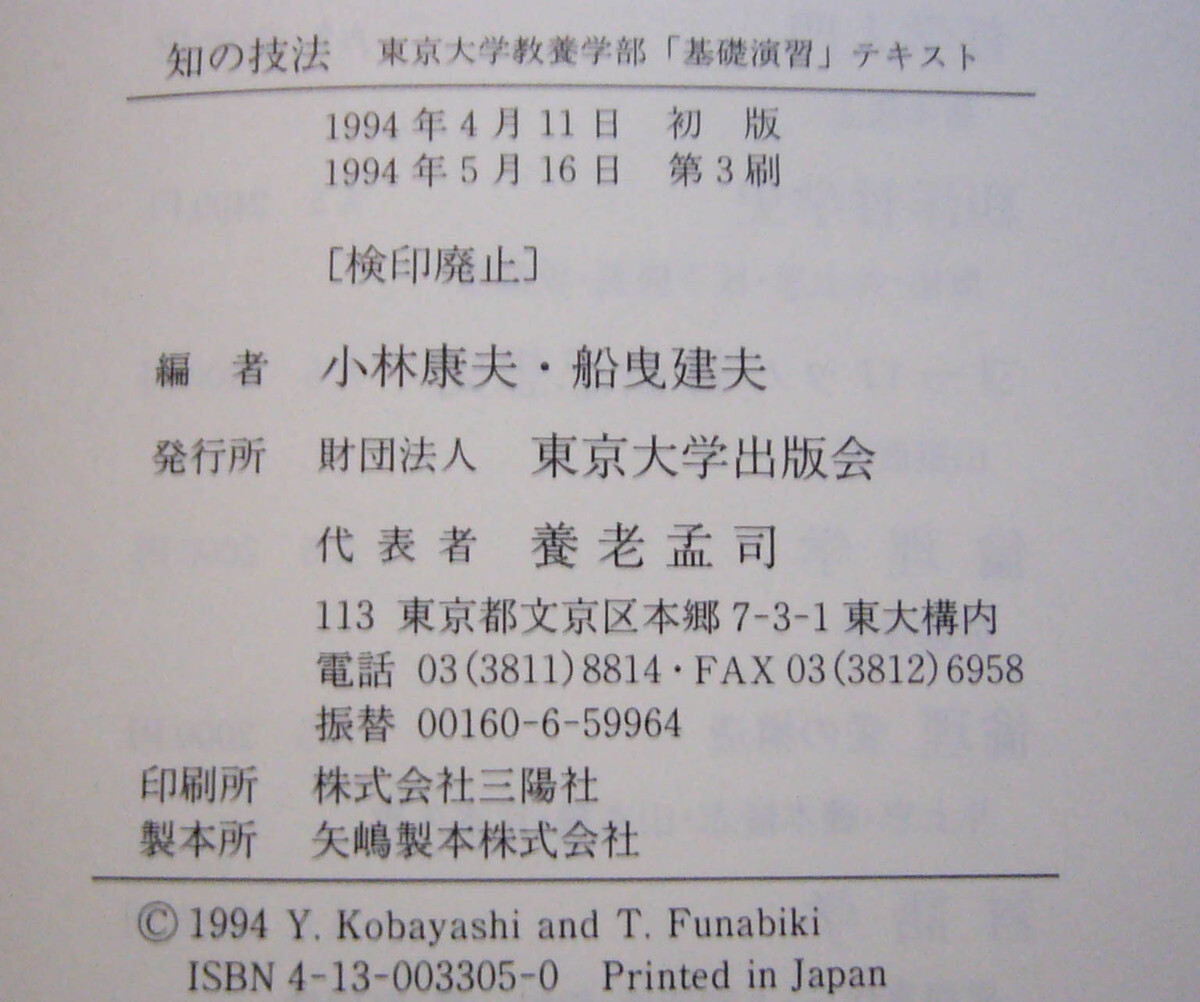 知の技法 東京大学教養学部「基礎演習」テキスト
1994年4月11日 初版
1994年5月16日 第3刷
［検印廃止］
編者 小林康夫・船曳建夫
発行所 財団法人 東京大学出版会
代表者 養老孟司
113 東京都文京区本郷7-3-1東大構内
電話 03(3811)8814・FAX 03(3812)6958
振替 00160-6-59964
印刷所 株式会社三陽社
製本所 矢嶋製本株式会社
©1994 Y. Kobayashi and T. Funabiki
ISBN 4-13-003305-0 Printed in Japan